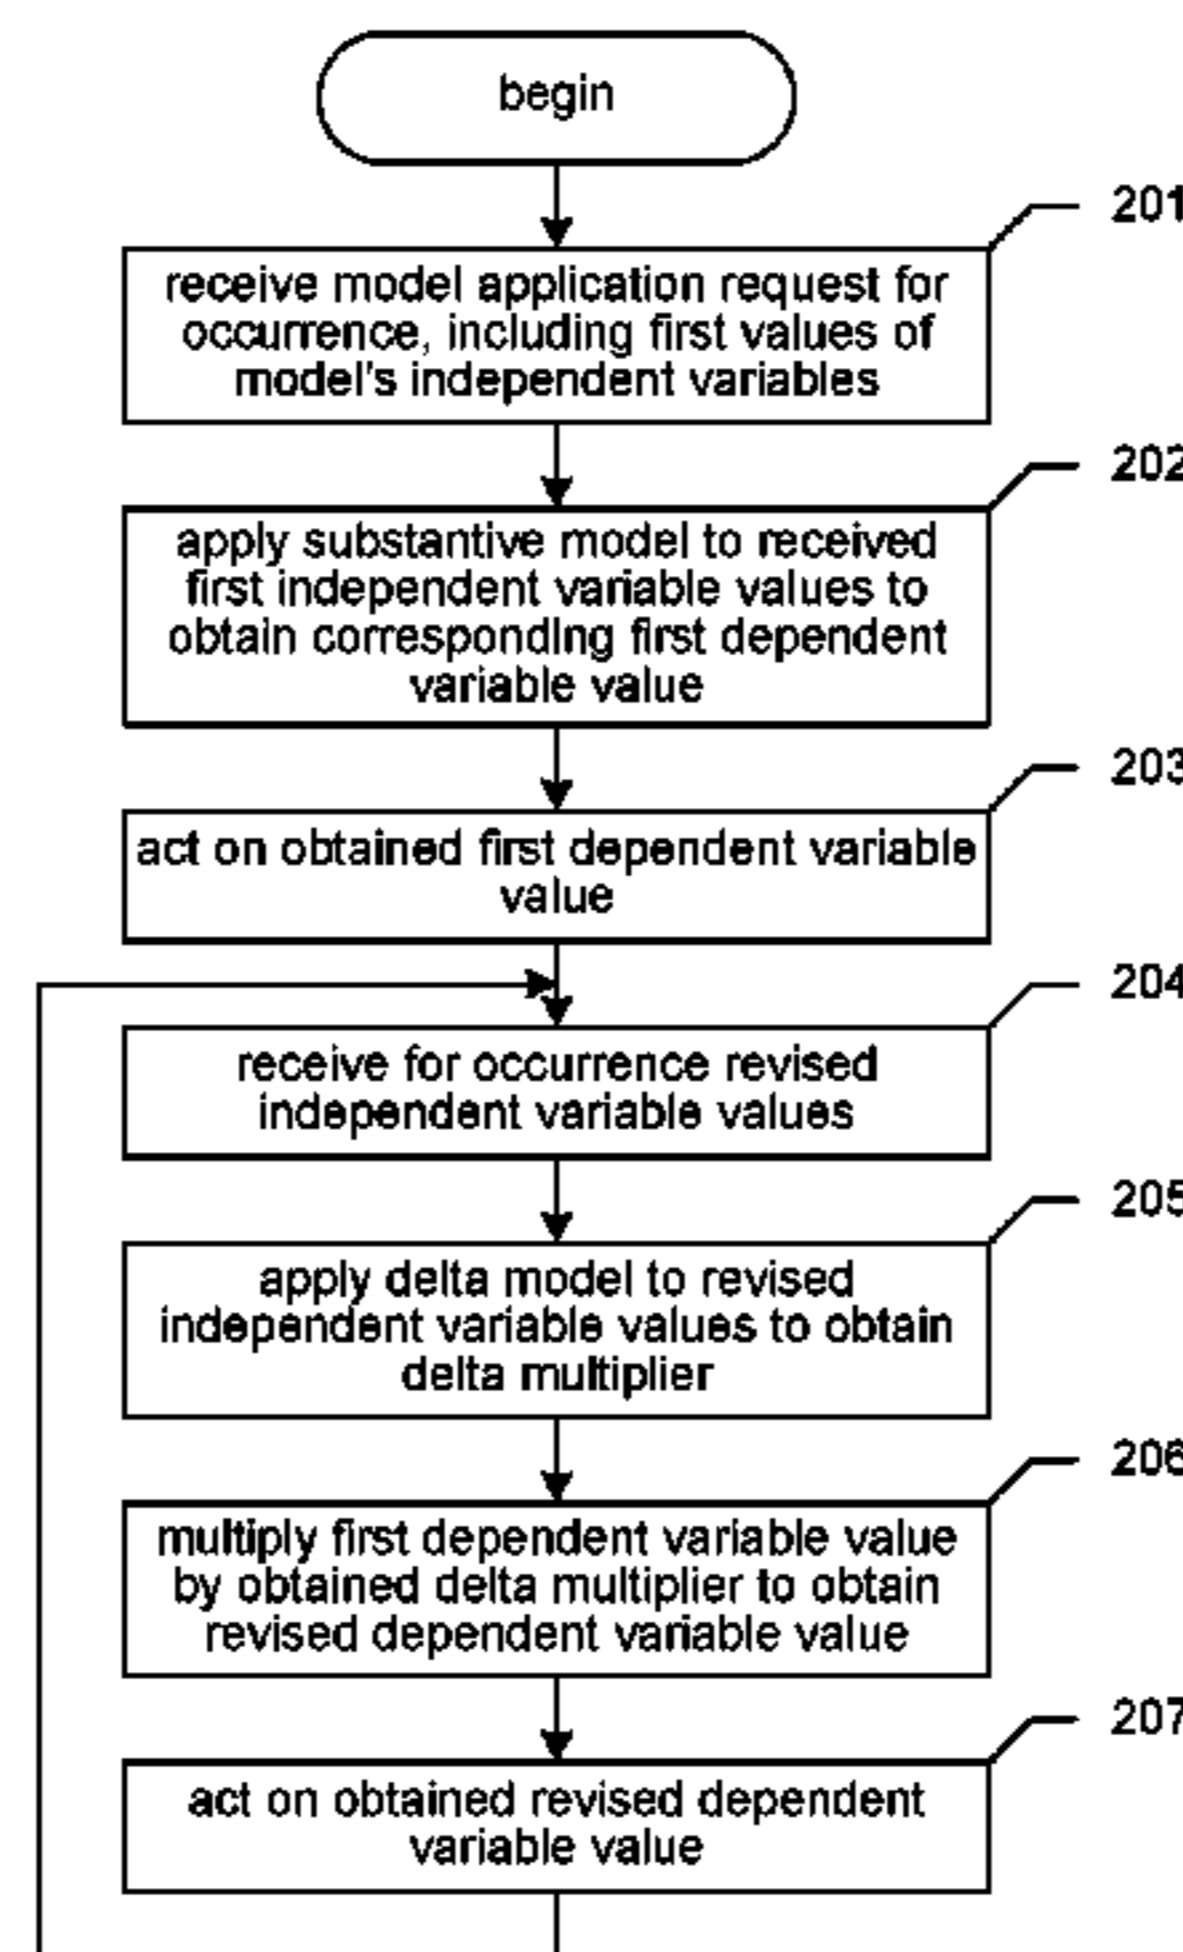 begin
201
receive model application request for
occurrence, including first values of
model's independent variables
202
apply substantive model to received
first independent variable values to
obtain corresponding first dependent
variable value
203
act on obtained first dependent variable
value
204
receive for occurrence revised
independent variable values
205
apply delta model to revised
independent variable values to obtain
delta multiplier
206
multiply first dependent variable value
by obtained delta multiplier to obtain
revised dependent variable value
207
act on obtained revised dependent
variable value